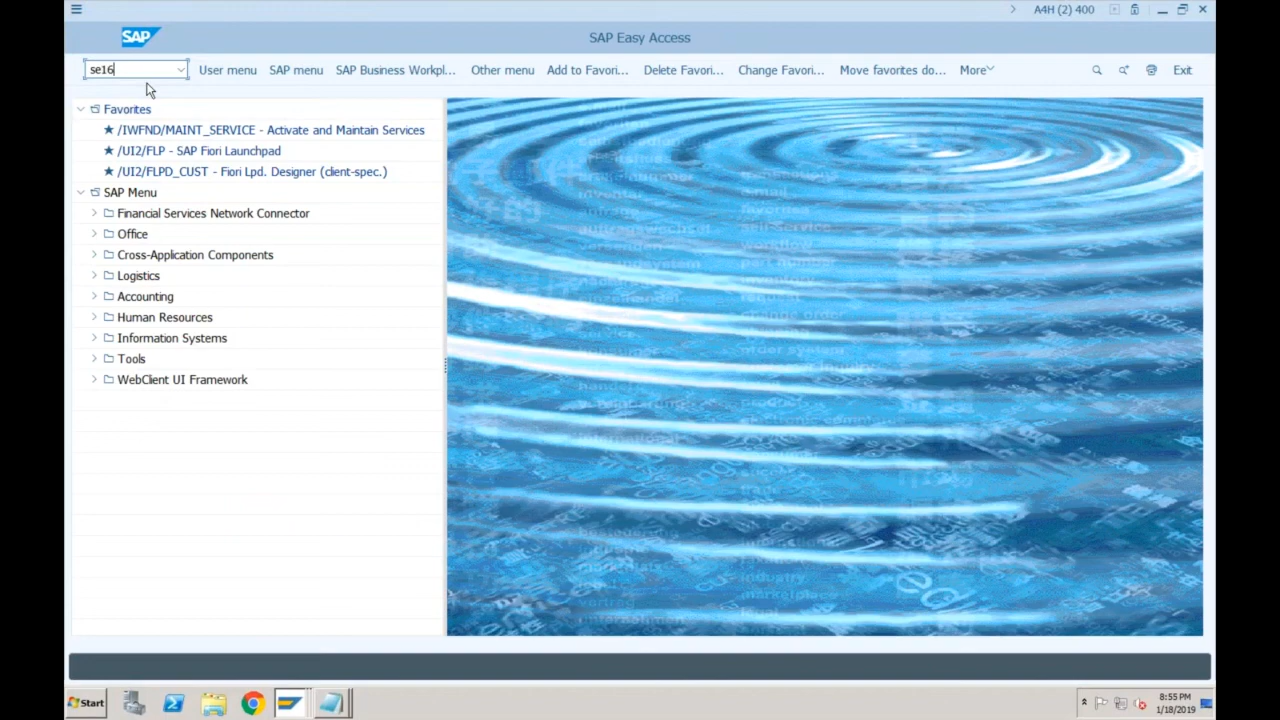 A4H (2) 400
SAP
SAP Easy Access
se16
User menu
SAP menu
SAP Business Workpl...
Other menu
Add to Favori...
Delete Favori...
Change Favori...
Move favorites do...
More
Exit
Favorites
/IWFND/MAINT_SERVICE - Activate and Maintain Services
/UI2/FLP - SAP Fiori Launchpad
/UI2/FLPD_CUST - Fiori Lpd. Designer (client-spec.)
SAP Menu
Financial Services Network Connector
Office
Cross-Application Components
Logistics
Accounting
Human Resources
Information Systems
Tools
WebClient UI Framework
Start
8:55 PM
1/18/2019